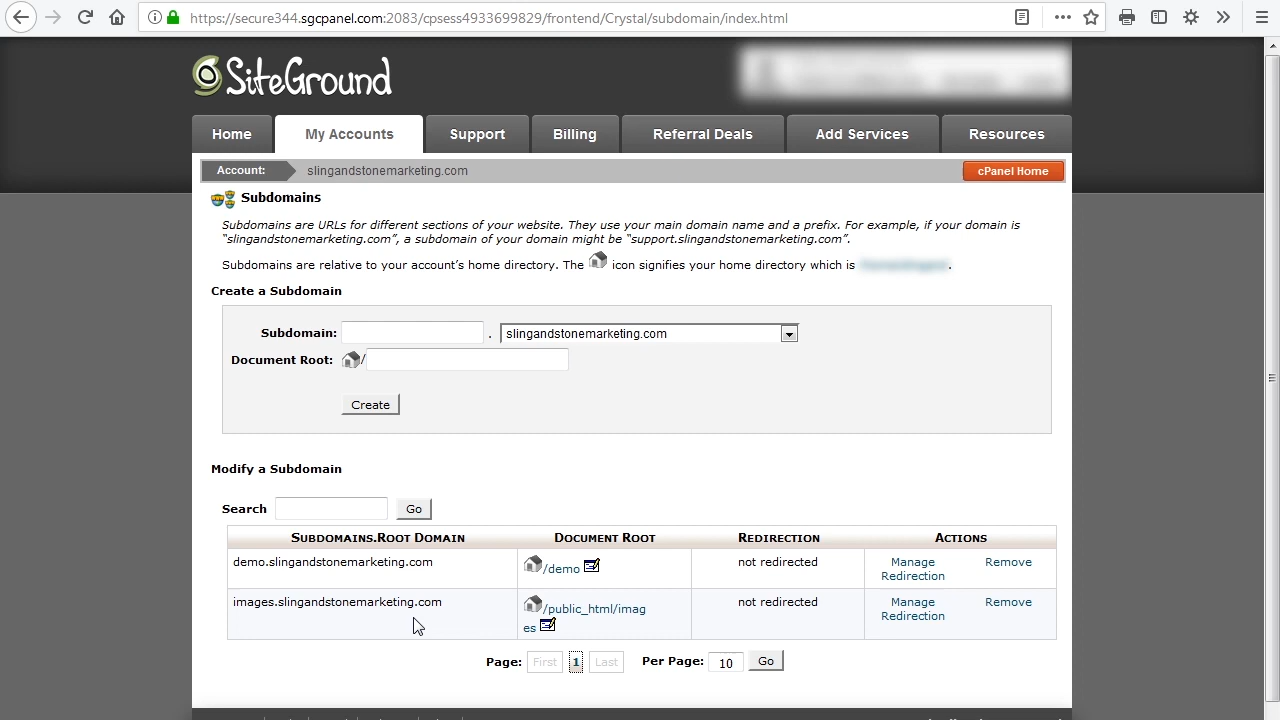 https://secure344.sgcpanel.com:2083/cpsess4933699829/frontend/Crystal/subdomain/index.html
SiteGround
Home My Accounts Support Billing Referral Deals Add Services Resources
Account: slingandstonemarketing.com cPanel Home
Subdomains
Subdomains are URLs for different sections of your website. They use your main domain name and a prefix. For example, if your domain is
“slingandstonemarketing.com”, a subdomain of your domain might be “support.slingandstonemarketing.com”.
Subdomains are relative to your account’s home directory. The icon signifies your home directory which is .
Create a Subdomain
Subdomain: . slingandstonemarketing.com
Document Root: /
Create
Modify a Subdomain
Search Go
Subdomains.Root Domain Document Root Redirection Actions
demo.slingandstonemarketing.com /demo not redirected Manage Redirection Remove
images.slingandstonemarketing.com /public_html/images not redirected Manage Redirection Remove
Page: First 1 Last Per Page: 10 Go